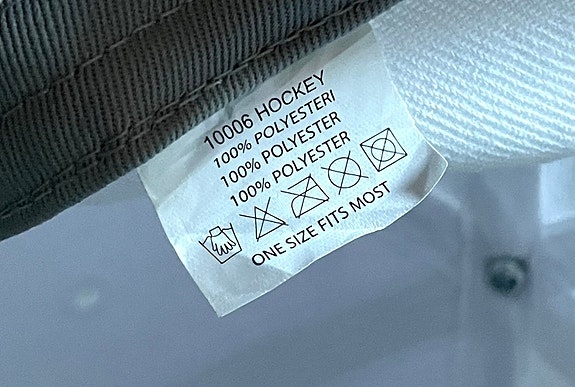 10006 HOCKEY
100% POLYESTERI
100% POLYESTER
100% POLYESTER
ONE SIZE FITS MOST